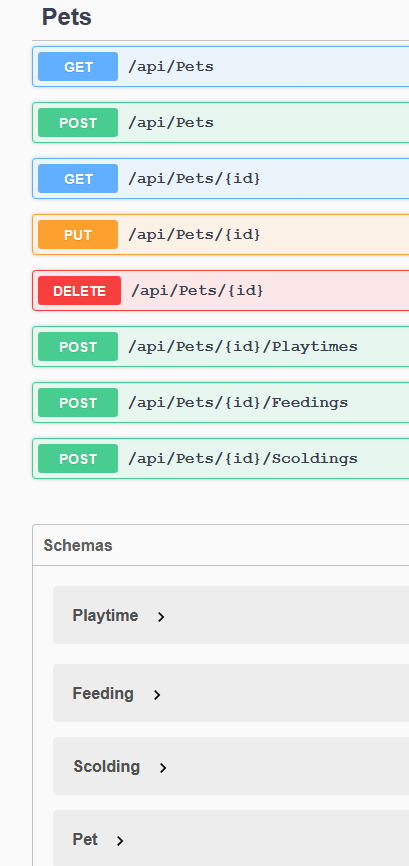 Pets
GET /api/Pets
POST /api/Pets
GET /api/Pets/{id}
PUT /api/Pets/{id}
DELETE /api/Pets/{id}
POST /api/Pets/{id}/Playtimes
POST /api/Pets/{id}/Feedings
POST /api/Pets/{id}/Scoldings
Schemas
Playtime
Feeding
Scolding
Pet